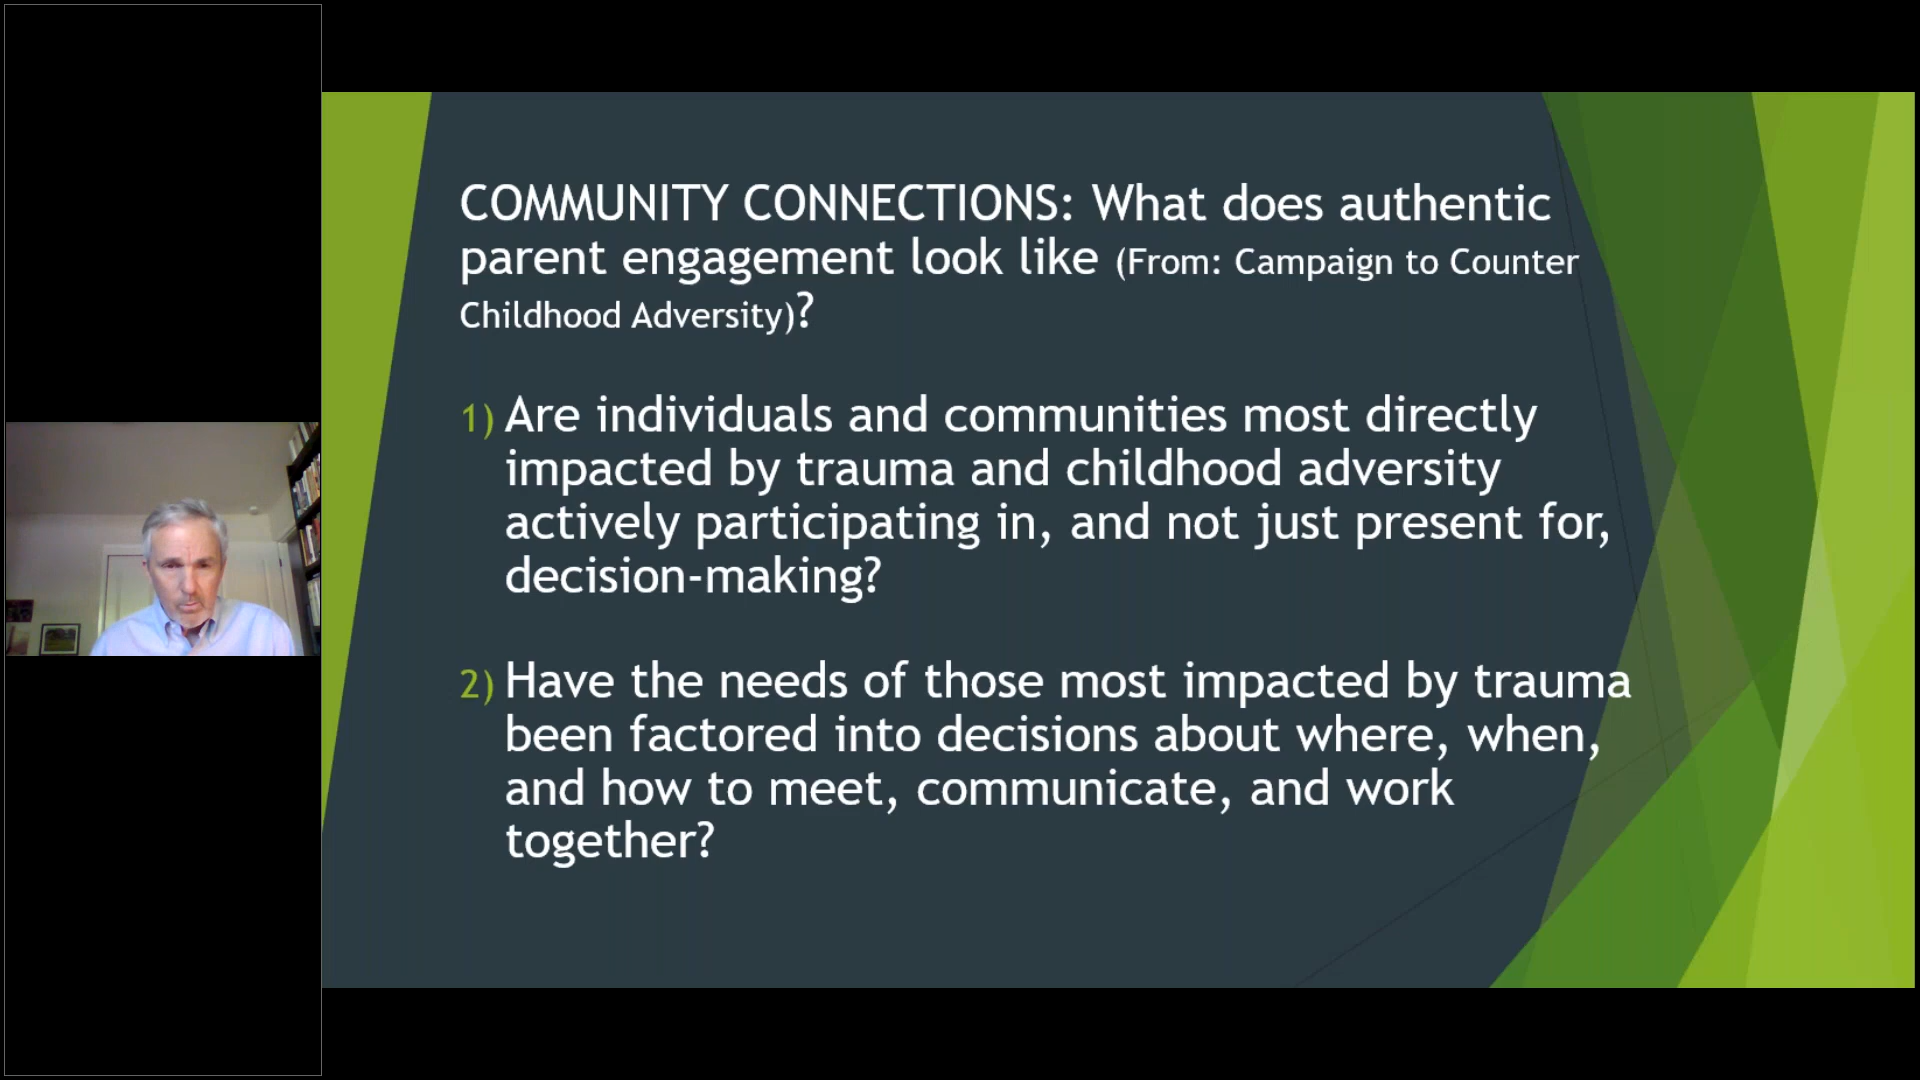 COMMUNITY CONNECTIONS: What does authentic
parent engagement look like (From: Campaign to Counter
Childhood Adversity)?
1) Are individuals and communities most directly
impacted by trauma and childhood adversity
actively participating in, and not just present for,
decision-making?
2) Have the needs of those most impacted by trauma
been factored into decisions about where, when,
and how to meet, communicate, and work
together?